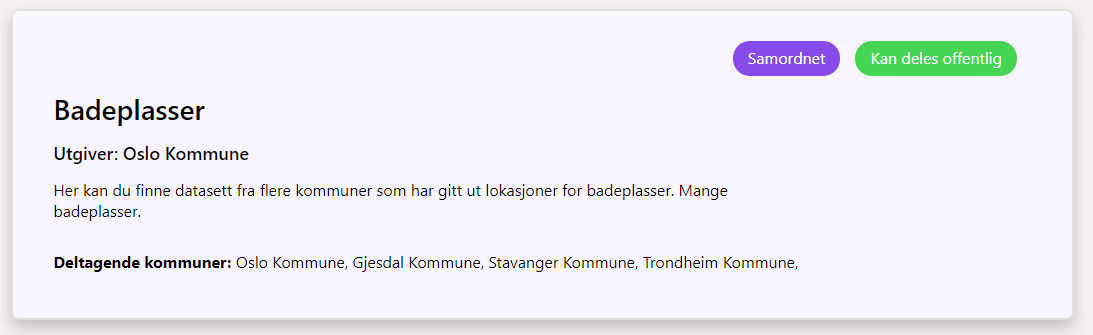 Samordnet Kan deles offentlig
Badeplasser
Utgiver: Oslo Kommune
Her kan du finne datasett fra flere kommuner som har gitt ut lokasjoner for badeplasser. Mange
badeplasser.
Deltagende kommuner: Oslo Kommune, Gjesdal Kommune, Stavanger Kommune, Trondheim Kommune,